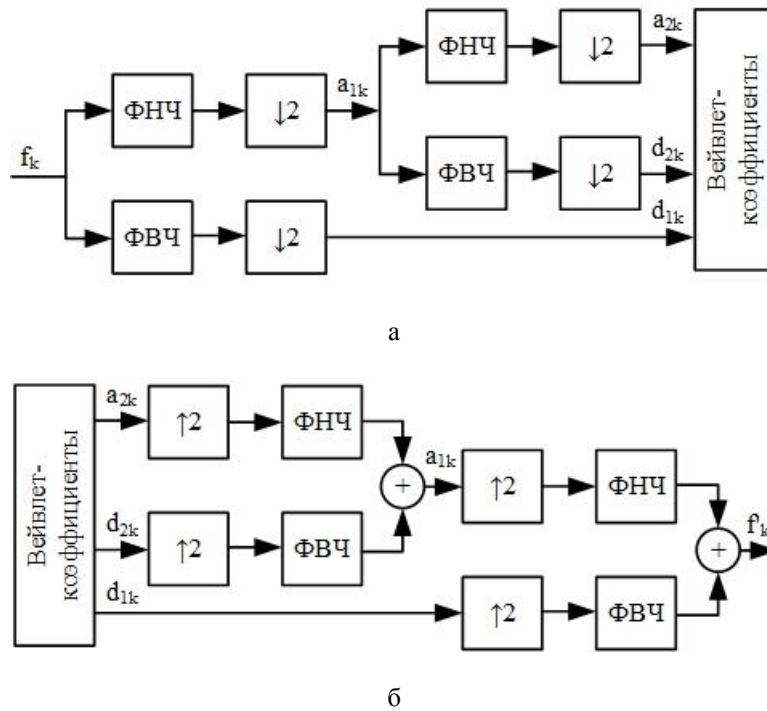 ФНЧ
↓2
a2k
ФНЧ
↓2
a1k
fk
ФВЧ
↓2
d2k
ФВЧ
↓2
d1k
Вейвлет-
коэффициенты
а
Вейвлет-
коэффициенты
a2k
↑2
ФНЧ
d2k
↑2
ФВЧ
+
a1k
↑2
ФНЧ
d1k
↑2
ФВЧ
+
f'k
б